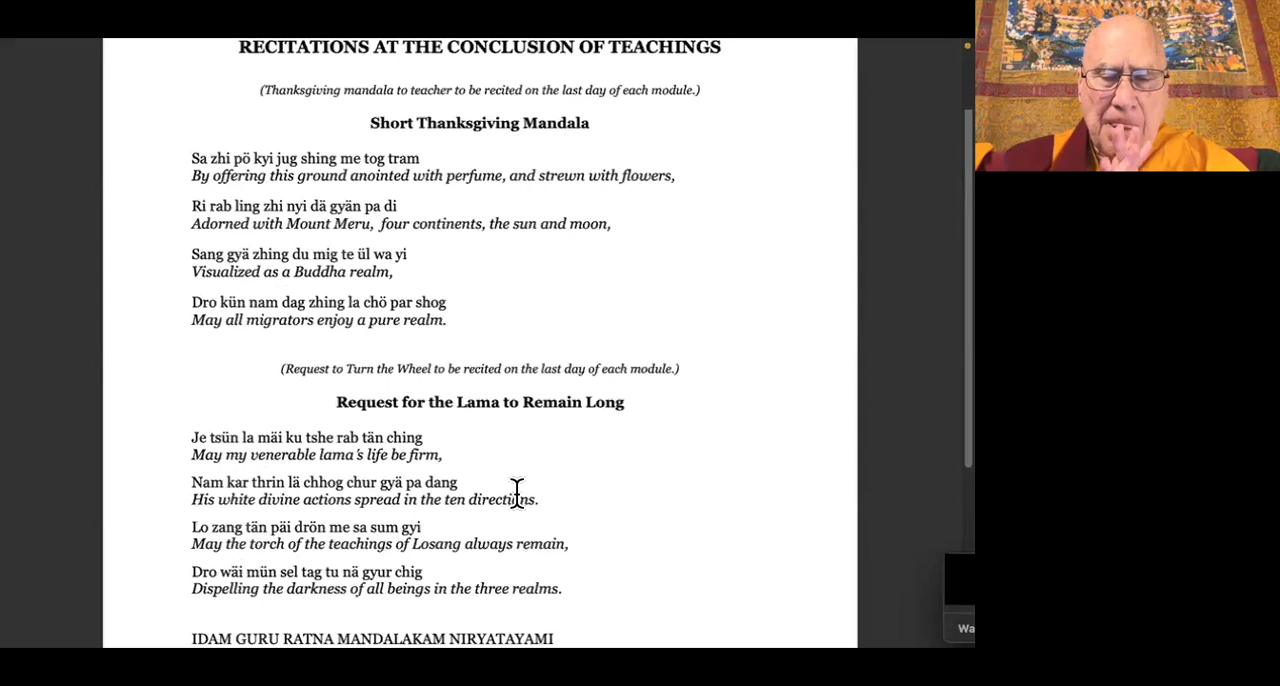 RECITATIONS AT THE CONCLUSION OF TEACHINGS
(Thanksgiving mandala to teacher to be recited on the last day of each module.)
Short Thanksgiving Mandala
Sa zhi pö kyi jug shing me tog tram
By offering this ground anointed with perfume, and strewn with flowers,
Ri rab ling zhi nyi dä gyän pa di
Adorned with Mount Meru, four continents, the sun and moon,
Sang gyä zhing du mig te ül wa yi
Visualized as a Buddha realm,
Dro kün nam dag zhing la chö par shog
May all migrators enjoy a pure realm.
(Request to Turn the Wheel to be recited on the last day of each module.)
Request for the Lama to Remain Long
Je tsün la mäi ku tshe rab tän ching
May my venerable lama's life be firm,
Nam kar thrin lä chhog chur gyä pa dang
His white divine actions spread in the ten directions.
Lo zang tän päi drön me sa sum gyi
May the torch of the teachings of Losang always remain,
Dro wäi mün sel tag tu nä gyur chig
Dispelling the darkness of all beings in the three realms.
IDAM GURU RATNA MANDALAKAM NIRYATAYAMI
Wa